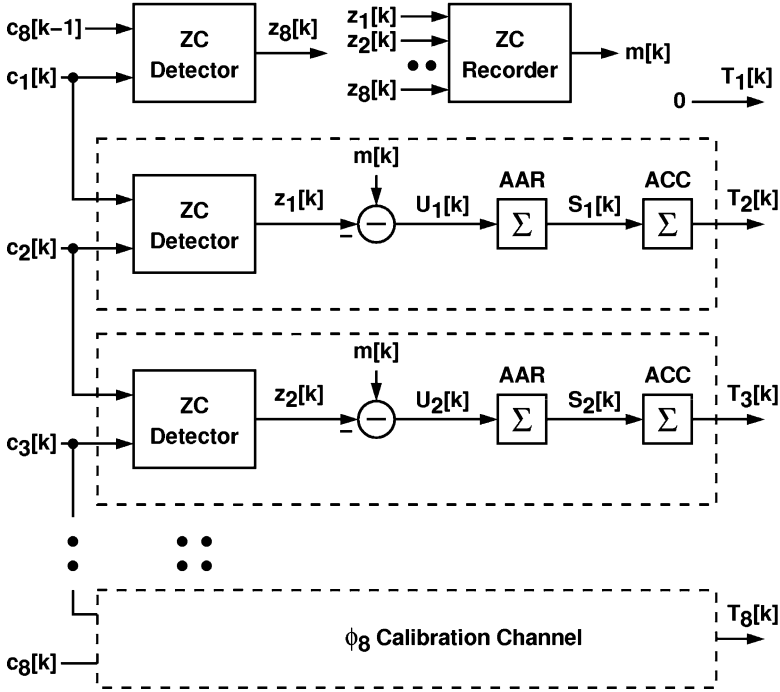 c8[k−1]
c1[k]
ZC
Detector
z8[k]
z1[k]
z2[k]
z8[k]
ZC
Recorder
m[k]
0
T1[k]
m[k]
c2[k]
ZC
Detector
z1[k]
−
−
U1[k]
AAR
Σ
S1[k]
ACC
Σ
T2[k]
m[k]
c3[k]
ZC
Detector
z2[k]
−
−
U2[k]
AAR
Σ
S2[k]
ACC
Σ
T3[k]
c8[k]
ϕ8 Calibration Channel
T8[k]